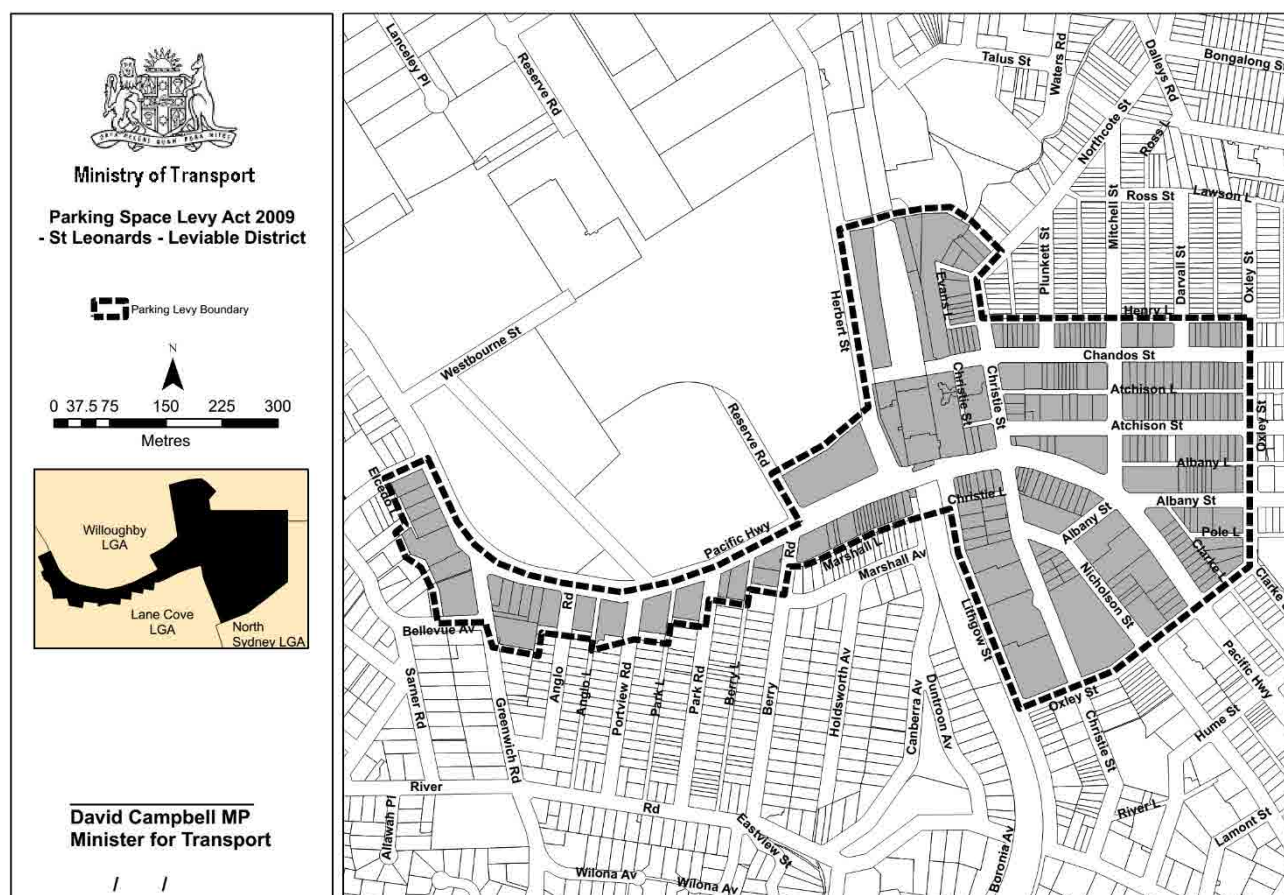 Ministry of Transport
Parking Space Levy Act 2009
- St Leonards - Leviable District
Parking Levy Boundary
N
0 37.5 75 150 225 300
Metres
Willoughby
LGA
Lane Cove
LGA
North
Sydney LGA
David Campbell MP
Minister for Transport
/ /
Lanceley Pl
Reserve Rd
Talus St
Waters Rd
Dalleys Rd
Bongalong St
Northcote St
Ross L
Ross St
Lawson L
Mitchell St
Plunkett St
Darvall St
Oxley St
Herbert St
Evans L
Henry L
Westbourne St
Chandos St
Christie St
Christie St
Atchison L
Atchison St
Oxley St
Reserve Rd
Albany L
Elcedo L
Christie L
Albany St
Albany St
Pole L
Pacific Hwy
Rd
Marshall L
Marshall Av
Clarke L
Clarke
Nicholson St
Lithgow St
Bellevue Av
Rd
Anglo
Anglo L
Portview Rd
Park L
Park Rd
Berry L
Berry
Holdsworth Av
Canberra Av
Duntroon Av
Oxley St
Christie St
Pacific Hwy
Hume St
Sarner Rd
Greenwich Rd
River
Rd
River L
Lamont St
Allawah Pl
Eastview St
Wilona Av
Wilona Av
Boronia Av